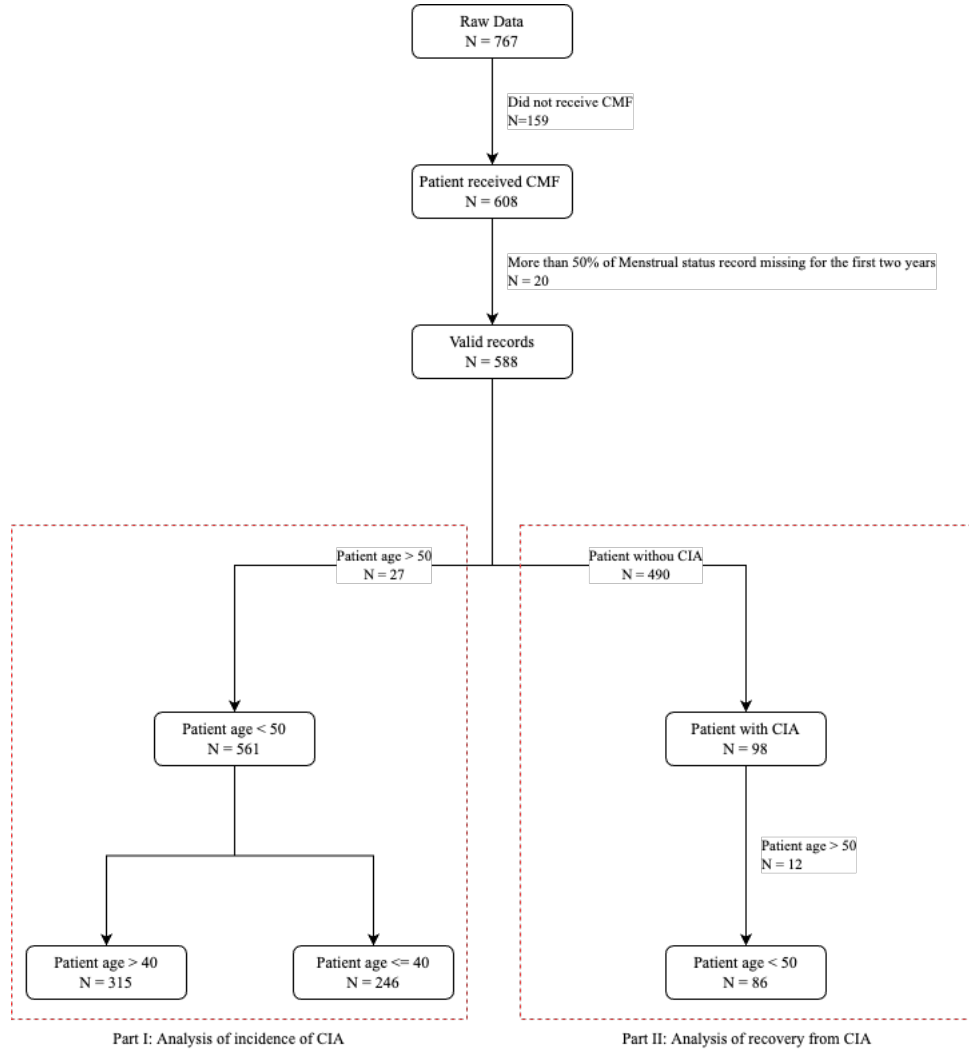 Raw Data
N = 767
Did not receive CMF
N=159
Patient received CMF
N = 608
More than 50% of Menstrual status record missing for the first two years
N = 20
Valid records
N = 588
Patient age > 50
N = 27
Patient withou CIA
N = 490
Patient age < 50
N = 561
Patient with CIA
N = 98
Patient age > 50
N = 12
Patient age > 40
N = 315
Patient age <= 40
N = 246
Patient age < 50
N = 86
Part I: Analysis of incidence of CIA
Part II: Analysis of recovery from CIA